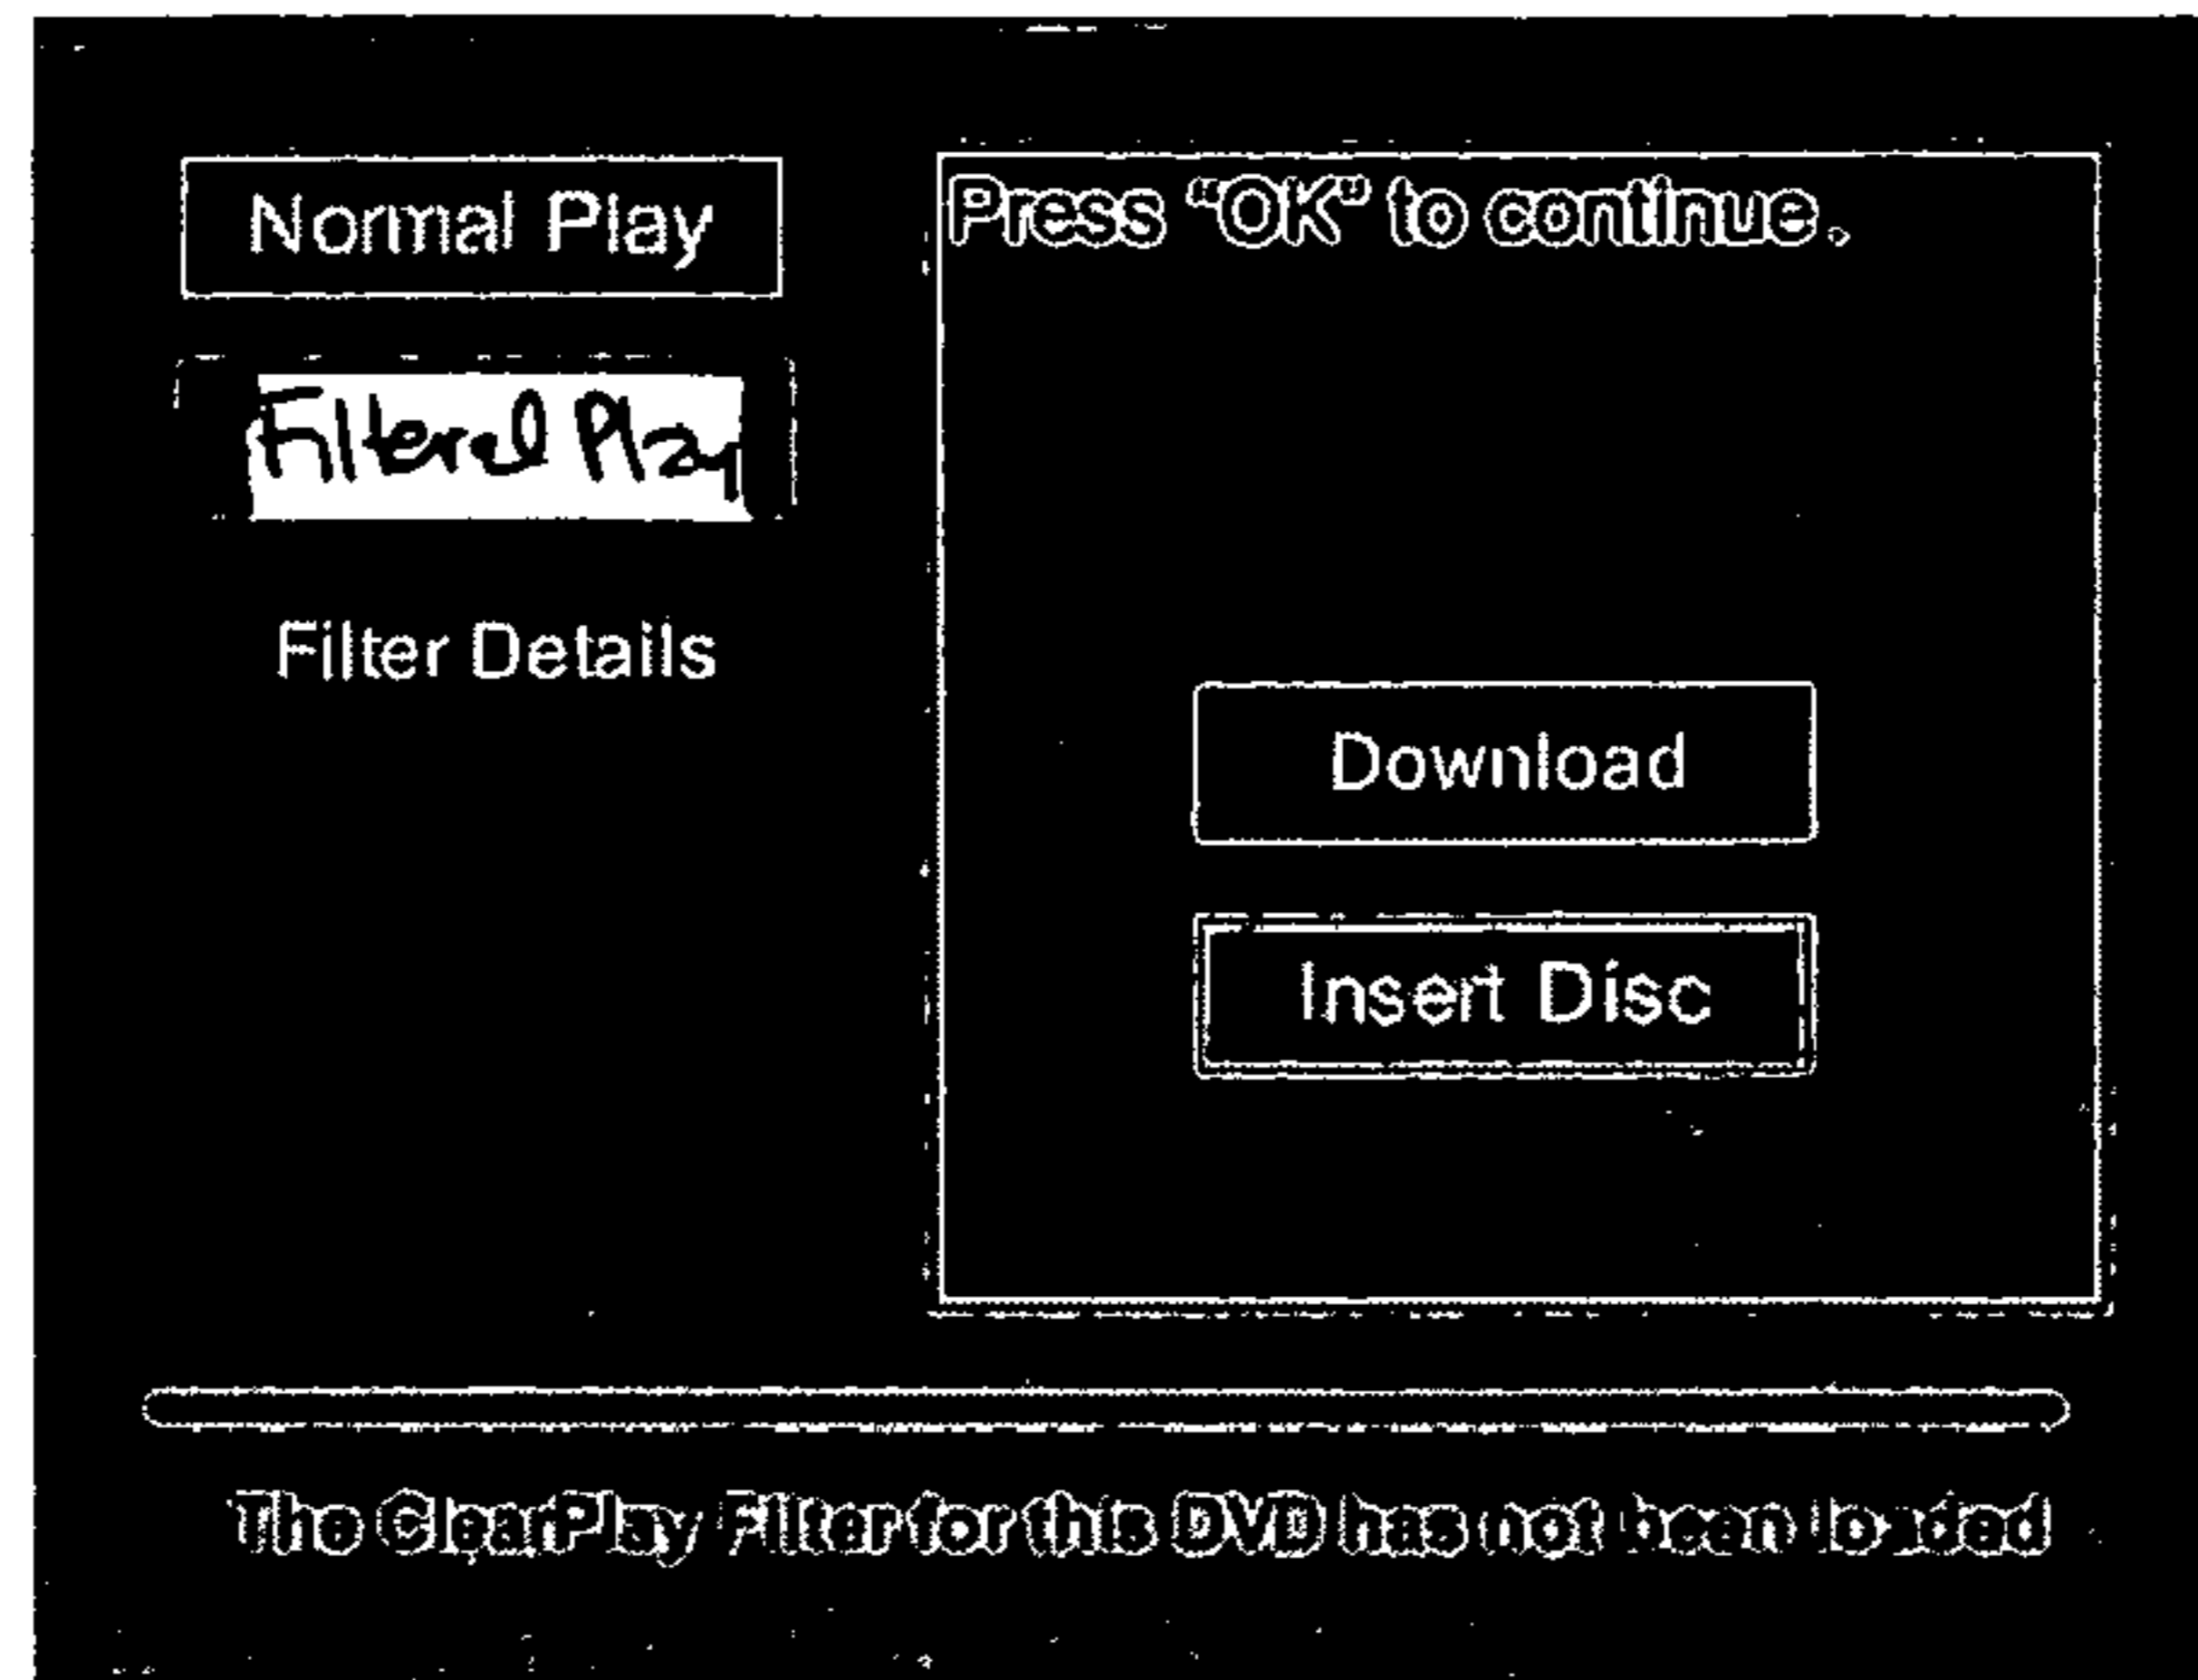 Normal Play
Filtered Play
Filter Details
Press “OK” to continue.
Download
Insert Disc
The ClearPlay Filter for this DVD has not been loaded